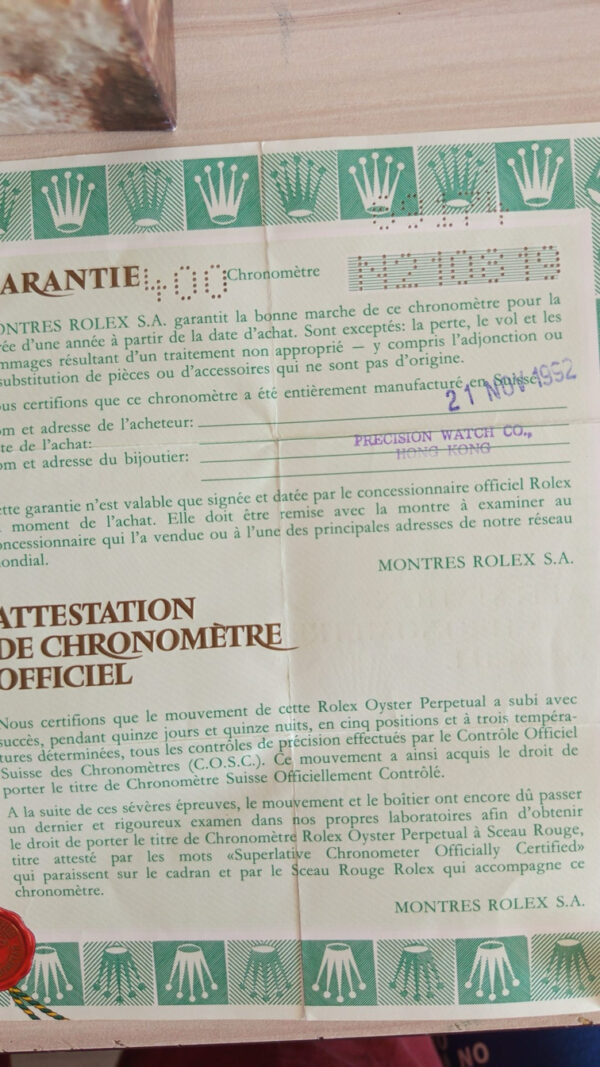 69174
ARANTIE 400 Chronomètre N210819
ONTRES ROLEX S.A. garantit la bonne marche de ce chronomètre pour la
ée d'une année à partir de la date d'achat. Sont exceptés: la perte, le vol et les
mmages résultant d'un traitement non approprié — y compris l'adjonction ou
substitution de pièces ou d'accessoires qui ne sont pas d'origine.
us certifions que ce chronomètre a été entièrement manufacturé en Suisse.
21 NOV 1992
om et adresse de l'acheteur:
te de l'achat:
PRECISION WATCH CO.,
om et adresse du bijoutier:
HONG KONG
ette garantie n'est valable que signée et datée par le concessionnaire officiel Rolex
moment de l'achat. Elle doit être remise avec la montre à examiner au
oncessionnaire qui l'a vendue ou à l'une des principales adresses de notre réseau
ondial.
MONTRES ROLEX S.A.
ATTESTATION
DE CHRONOMÈTRE
OFFICIEL
Nous certifions que le mouvement de cette Rolex Oyster Perpetual a subi avec
succès, pendant quinze jours et quinze nuits, en cinq positions et à trois tempéra-
tures déterminées, tous les contrôles de précision effectués par le Contrôle Officiel
Suisse des Chronomètres (C.O.S.C.). Ce mouvement a ainsi acquis le droit de
porter le titre de Chronomètre Suisse Officiellement Contrôlé.
A la suite de ces sévères épreuves, le mouvement et le boîtier ont encore dû passer
un dernier et rigoureux examen dans nos propres laboratoires afin d'obtenir
le droit de porter le titre de Chronomètre Rolex Oyster Perpetual à Sceau Rouge,
titre attesté par les mots «Superlative Chronometer Officially Certified»
qui paraissent sur le cadran et par le Sceau Rouge Rolex qui accompagne ce
chronomètre.
MONTRES ROLEX S.A.
NO